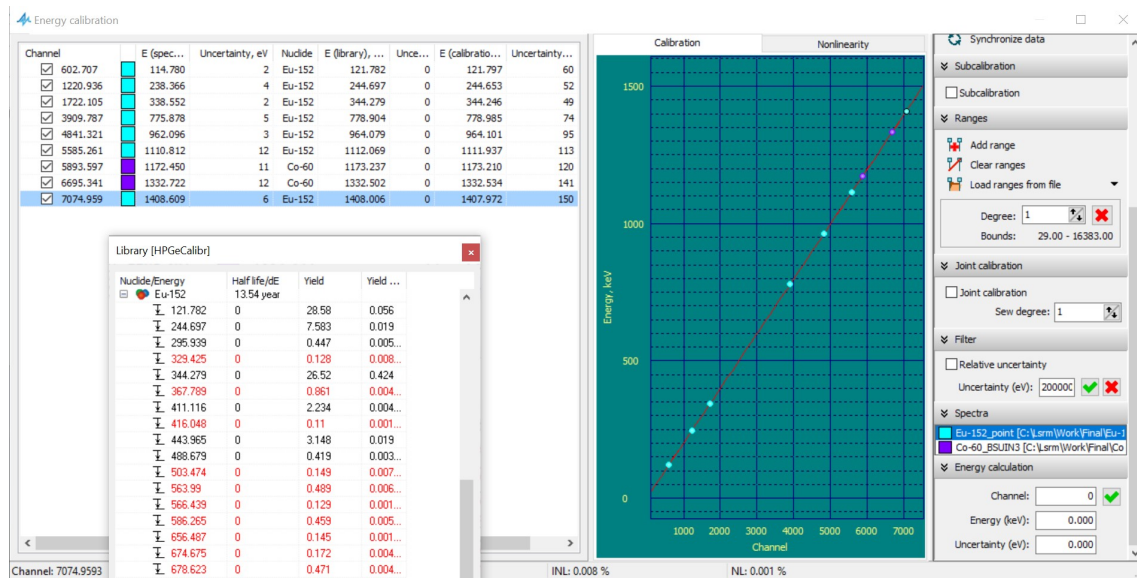 Energy calibration
Channel E (spec... Uncertainty, eV Nuclide E (library), ... Unce... E (calibratio... Uncertainty...
602.707 114.780 2 Eu-152 121.782 0 121.797 60
1220.936 238.366 4 Eu-152 244.697 0 244.653 52
1722.105 338.552 2 Eu-152 344.279 0 344.246 49
3909.787 775.878 5 Eu-152 778.904 0 778.985 74
4841.321 962.096 3 Eu-152 964.079 0 964.101 95
5585.261 1110.812 12 Eu-152 1112.069 0 1111.937 113
5893.597 1172.450 11 Co-60 1173.237 0 1173.210 120
6695.341 1332.722 12 Co-60 1332.502 0 1332.534 141
7074.959 1408.609 6 Eu-152 1408.006 0 1407.972 150
Library [HPGeCalibr]
Nuclide/Energy Half life/dE Yield Yield ...
Eu-152 13.54 year
121.782 0 28.58 0.056
244.697 0 7.583 0.019
295.939 0 0.447 0.005...
329.425 0 0.128 0.008...
344.279 0 26.52 0.424
367.789 0 0.861 0.004...
411.116 0 2.234 0.004...
416.048 0 0.11 0.001...
443.965 0 3.148 0.019
488.679 0 0.419 0.003...
503.474 0 0.149 0.007...
563.99 0 0.489 0.006...
566.439 0 0.129 0.001...
586.265 0 0.459 0.005...
656.487 0 0.145 0.001...
674.675 0 0.172 0.004...
678.623 0 0.471 0.004...
Calibration Nonlinearity
1500
1000
500
0
Energy, keV
1000 2000 3000 4000 5000 6000 7000
Channel
Synchronize data
Subcalibration
Subcalibration
Ranges
Add range
Clear ranges
Load ranges from file
Degree: 1
Bounds: 29.00 - 16383.00
Joint calibration
Joint calibration
Sew degree: 1
Filter
Relative uncertainty
Uncertainty (eV): 200000
Spectra
Eu-152_point [C:\Lsrm\Work\Final\Eu-1
Co-60_BSUIN3 [C:\Lsrm\Work\Final\Co
Energy calculation
Channel: 0
Energy (keV): 0.000
Uncertainty (eV): 0.000
Channel: 7074.9593 INL: 0.008 % NL: 0.001 %